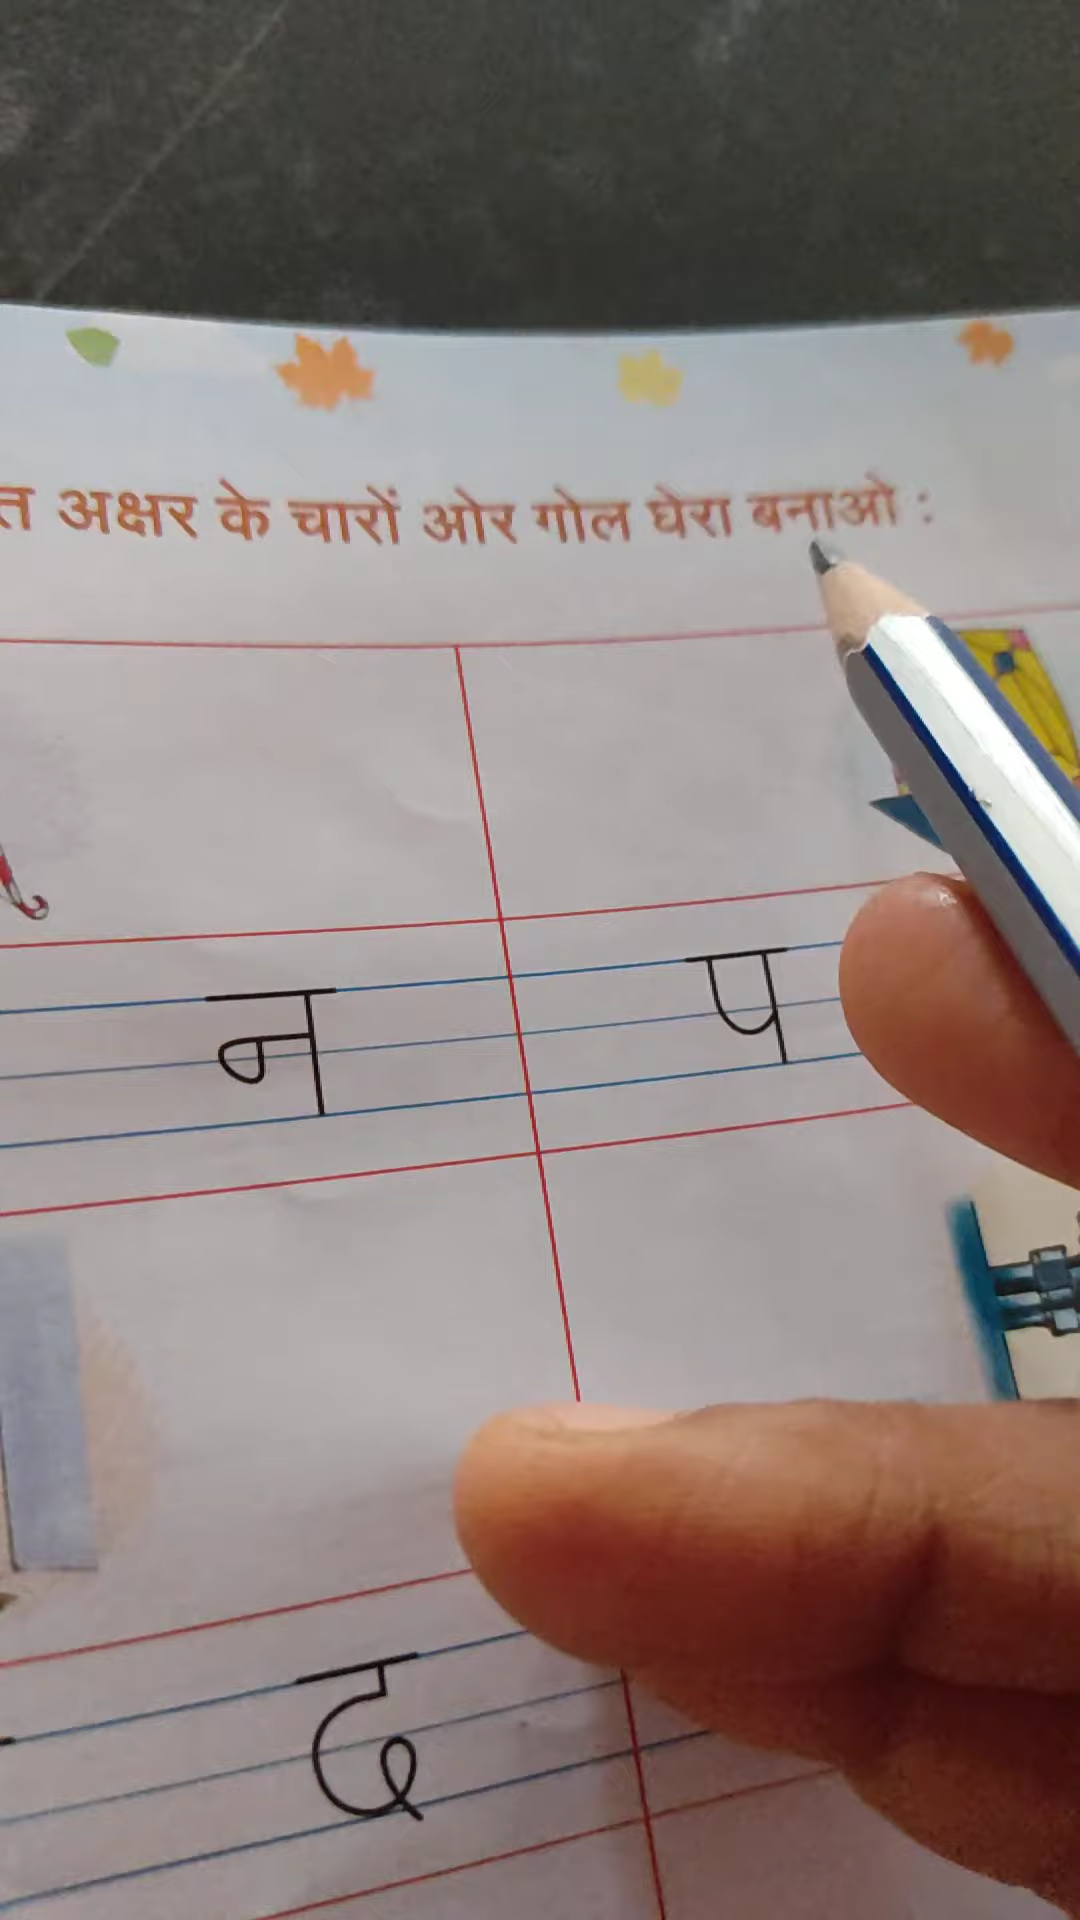 अक्षर के चारों ओर गोल घेरा बनाओ :
न प
द